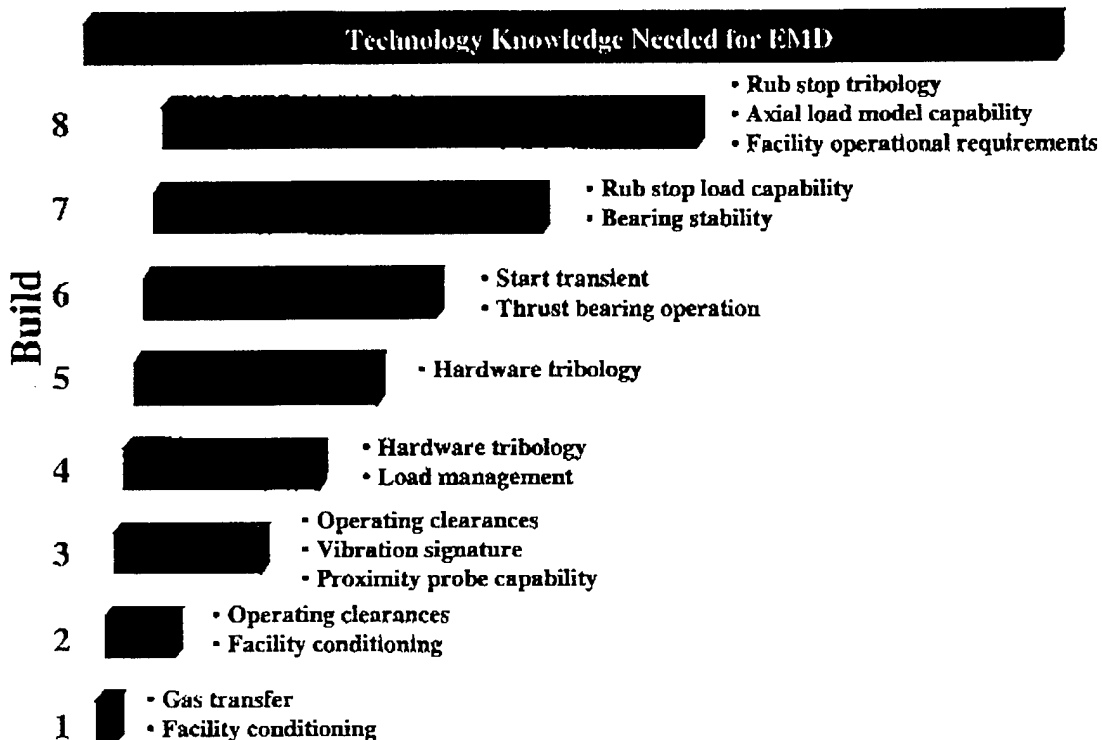 Technology Knowledge Needed for EMD
8
• Rub stop tribology
• Axial load model capability
• Facility operational requirements
7
• Rub stop load capability
• Bearing stability
Build
6
• Start transient
• Thrust bearing operation
5
• Hardware tribology
4
• Hardware tribology
• Load management
3
• Operating clearances
• Vibration signature
• Proximity probe capability
2
• Operating clearances
• Facility conditioning
1
• Gas transfer
• Facility conditioning